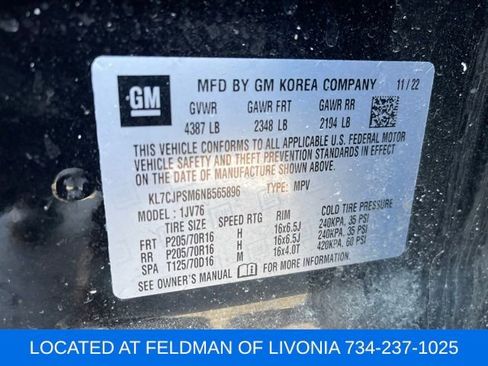 GM
MFD BY GM KOREA COMPANY 11/22
GVWR GAWR FRT GAWR RR
4387 LB 2348 LB 2194 LB
THIS VEHICLE CONFORMS TO ALL APPLICABLE U.S. FEDERAL MOTOR
VEHICLE SAFETY AND THEFT PREVENTION STANDARDS IN EFFECT ON
THE DATE OF MANUFACTURE SHOWN ABOVE.
KL7CJPSM6NB565896 TYPE: MPV
MODEL: 1JV76
TIRE SIZE SPEED RTG RIM COLD TIRE PRESSURE
FRT P205/70R16 H 16x6.5J 240KPA, 35 PSI
RR P205/70R16 H 16x6.5J 240KPA, 35 PSI
SPA T125/70D16 M 16x4.0T 420KPA, 60 PSI
SEE OWNER'S MANUAL FOR MORE INFORMATION.
LOCATED AT FELDMAN OF LIVONIA 734-237-1025